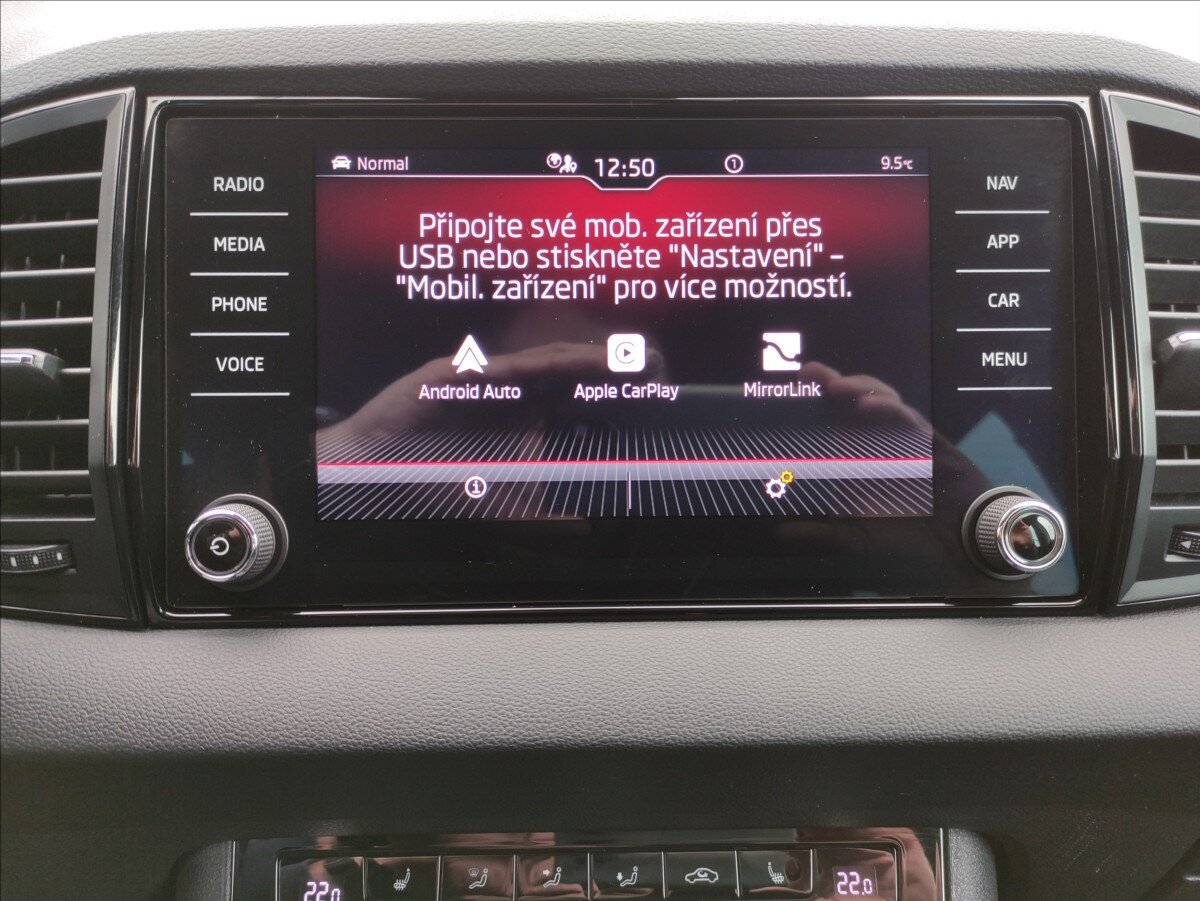 Normal 12:50 1 9.5°C
RADIO
MEDIA
PHONE
VOICE
Připojte své mob. zařízení přes
USB nebo stiskněte "Nastavení" –
"Mobil. zařízení" pro více možností.
Android Auto Apple CarPlay MirrorLink
i
NAV
APP
CAR
MENU
22.0 22.0